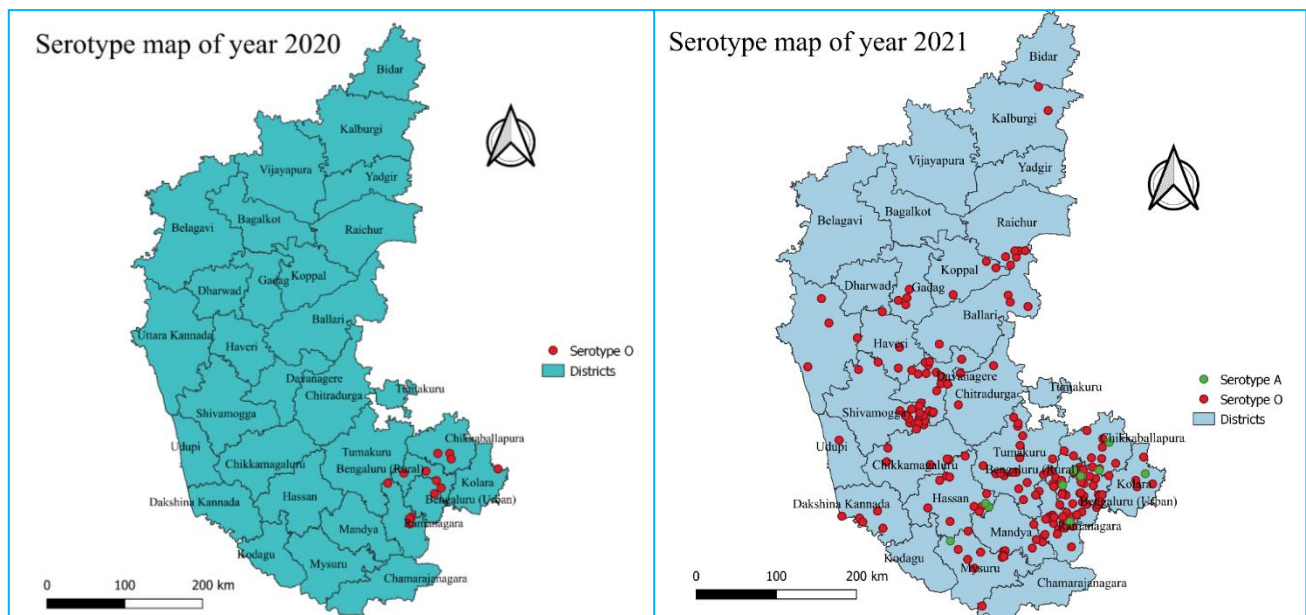 Serotype map of year 2020
Bidar
Kalburgi
Vijayapura
Yadgir
Bagalkot
Belagavi
Raichur
Koppal
Gadag
Dharwad
Ballari
Uttara Kannada
Haveri
Serotype O
Districts
Davanagere
Tumakuru
Chitradurga
Shivamogga
Udupi
Tumakuru
Chikkaballapura
Chikkamagaluru
Bengaluru (Rural)
Kolara
Hassan
Bengaluru (Urban)
Dakshina Kannada
Mandya
Ramanagara
Kodagu
Mysuru
Chamarajanagara
0 100 200 km
Serotype map of year 2021
Bidar
Kalburgi
Vijayapura
Yadgir
Bagalkot
Belagavi
Raichur
Koppal
Dharwad
Gadag
Ballari
Haveri
Davanagere
Serotype A
Tumakuru
Chitradurga
Serotype O
Shivamogga
Districts
Udupi
Chikkaballapura
Tumakuru
Chikkamagaluru
Bengaluru (Rural)
Kolara
Hassan
Dakshina Kannada
Bengaluru (Urban)
Mandya
Ramanagara
Kodagu
Mysuru
Chamarajanagara
0 100 200 km